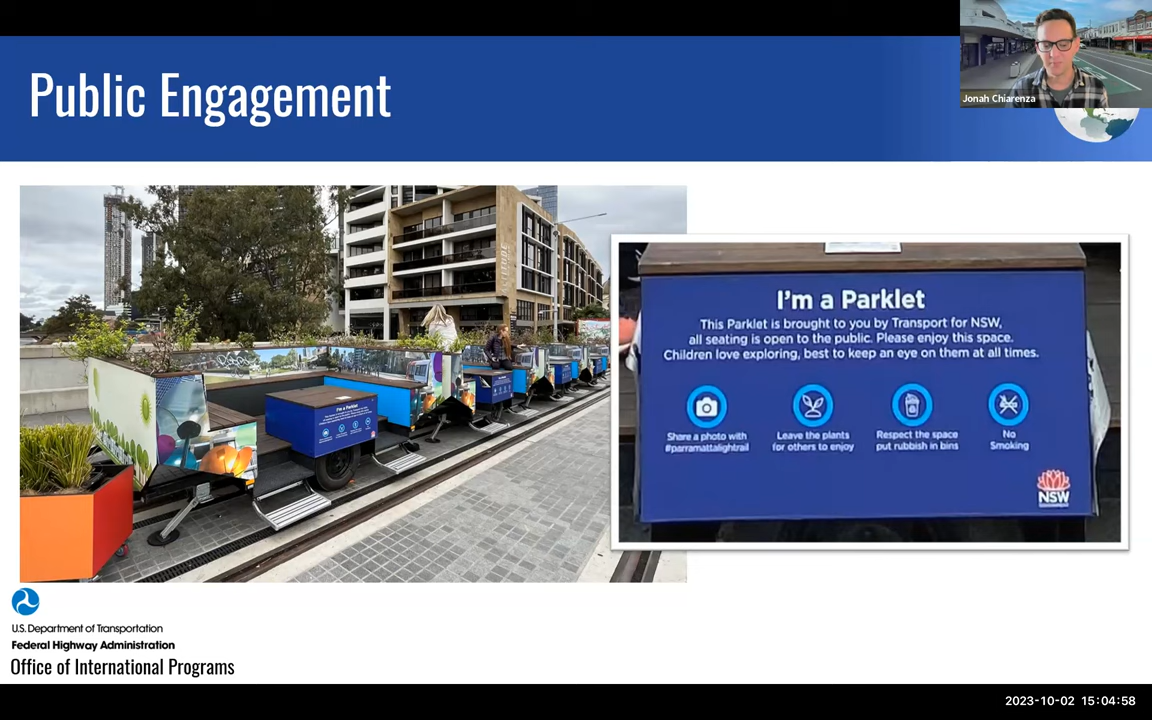 Public Engagement
Jonah Chiarenza
I'm a Parklet
This Parklet is brought to you by Transport for NSW,
all seating is open to the public. Please enjoy this space.
Children love exploring, best to keep an eye on them at all times.
Share a photo with
#parramattalightrail
Leave the plants
for others to enjoy
Respect the space
put rubbish in bins
No
Smoking
NSW
I'm a Parklet
U.S. Department of Transportation
Federal Highway Administration
Office of International Programs
2023-10-02 15:04:58